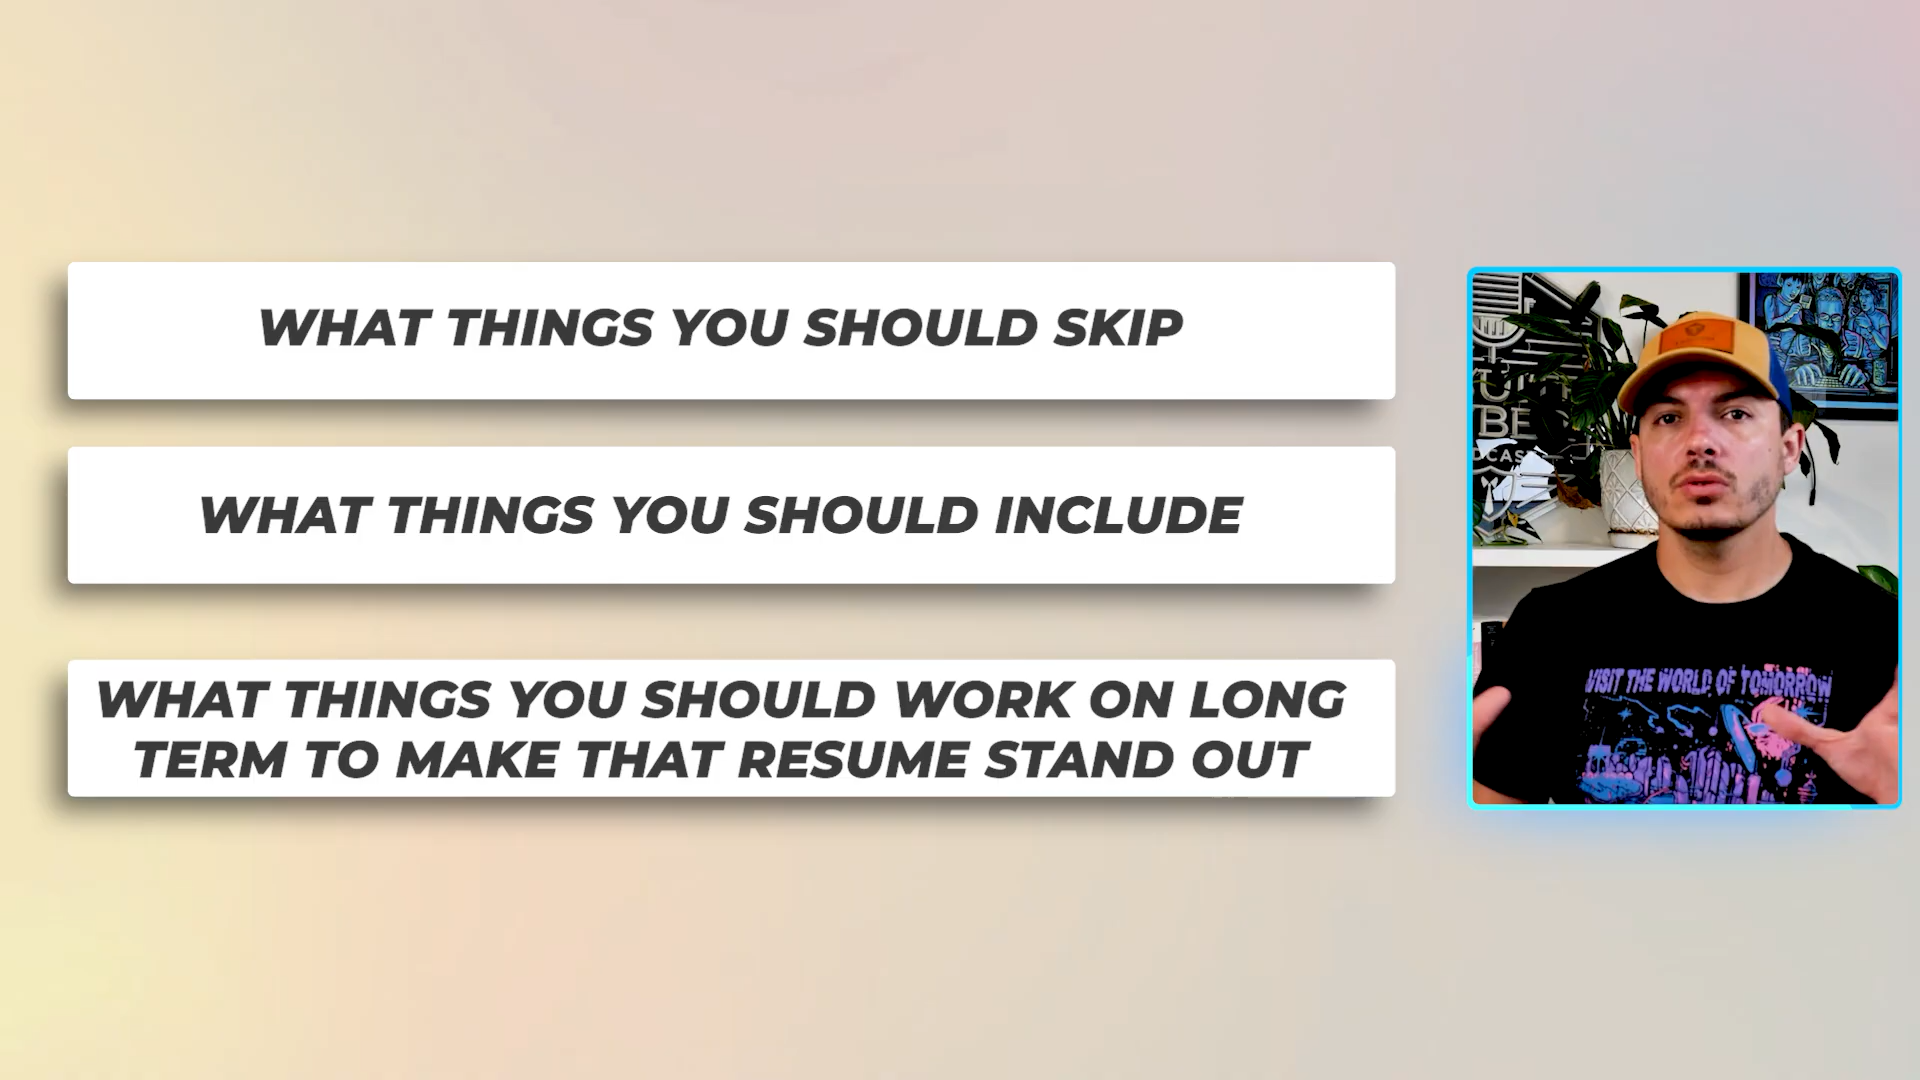 WHAT THINGS YOU SHOULD SKIP
WHAT THINGS YOU SHOULD INCLUDE
WHAT THINGS YOU SHOULD WORK ON LONG
TERM TO MAKE THAT RESUME STAND OUT
VISIT THE WORLD OF TOMORROW